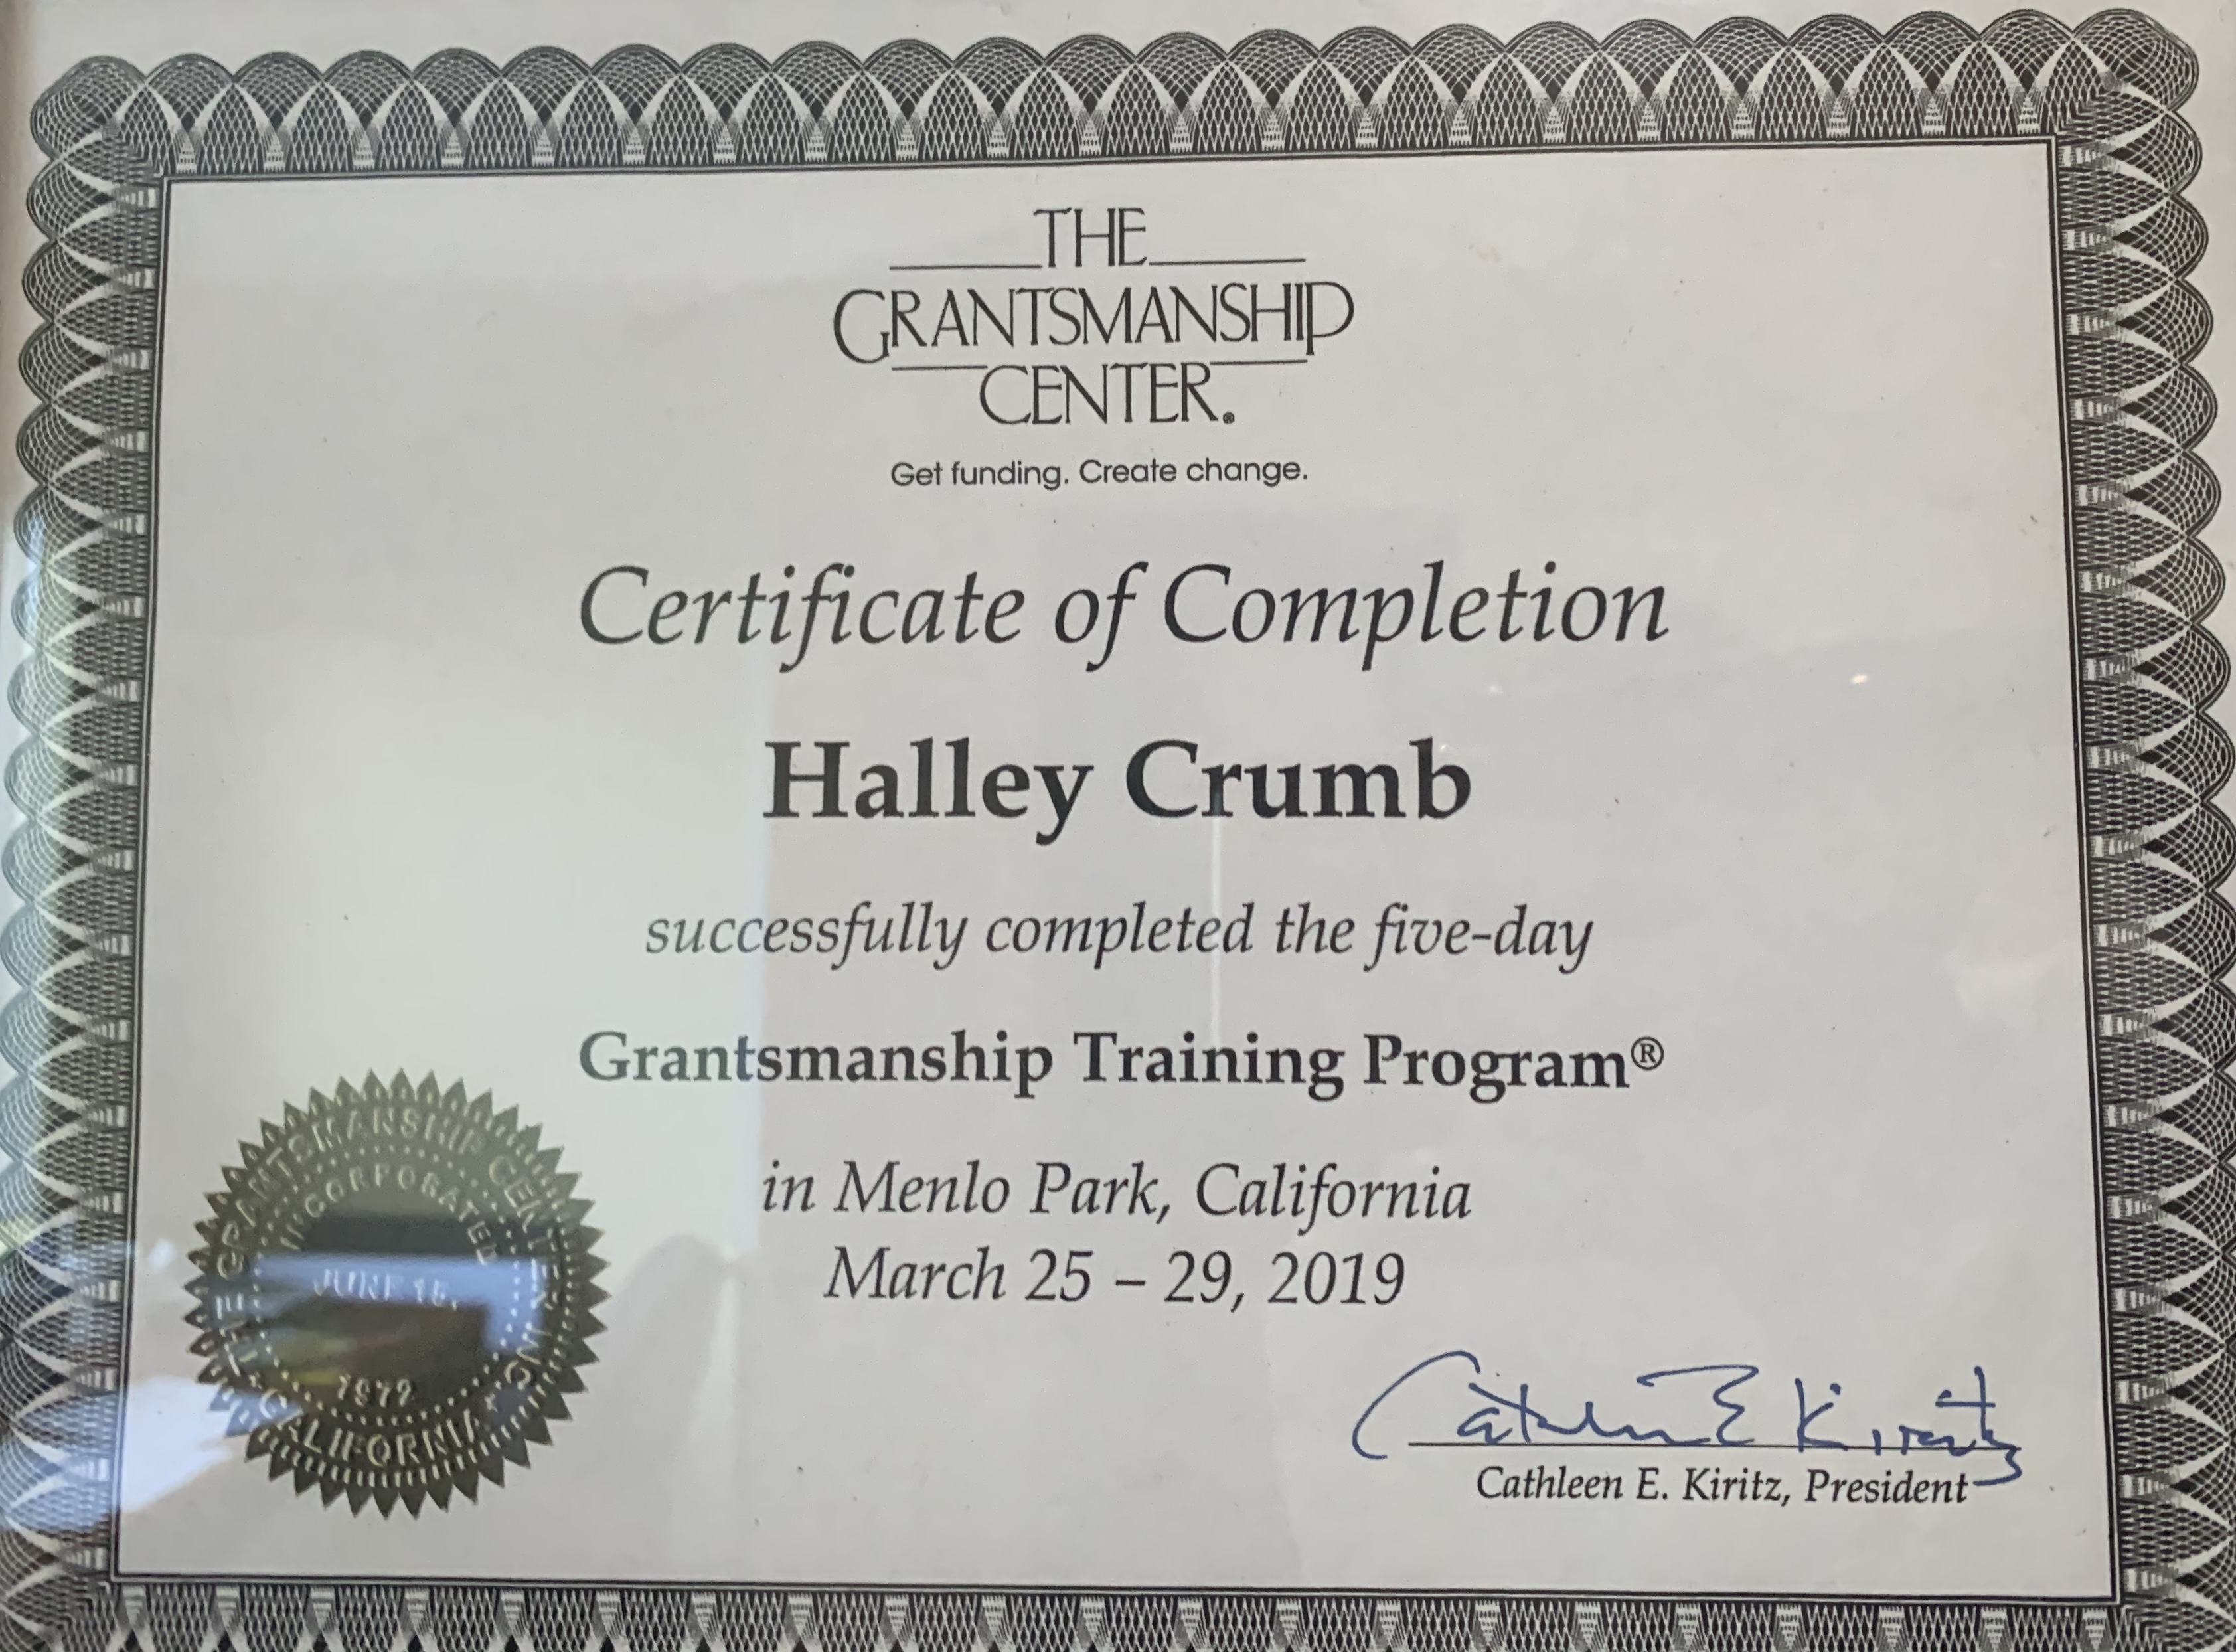 THE
GRANTSMANSHIP
CENTER®
Get funding. Create change.
Certificate of Completion
Halley Crumb
successfully completed the five-day
Grantsmanship Training Program®
in Menlo Park, California
March 25 – 29, 2019
THE GRANTSMANSHIP CENTER, INC.
INCORPORATED
JUNE 15,
CALIFORNIA
Cathleen E Kiritz
Cathleen E. Kiritz, President